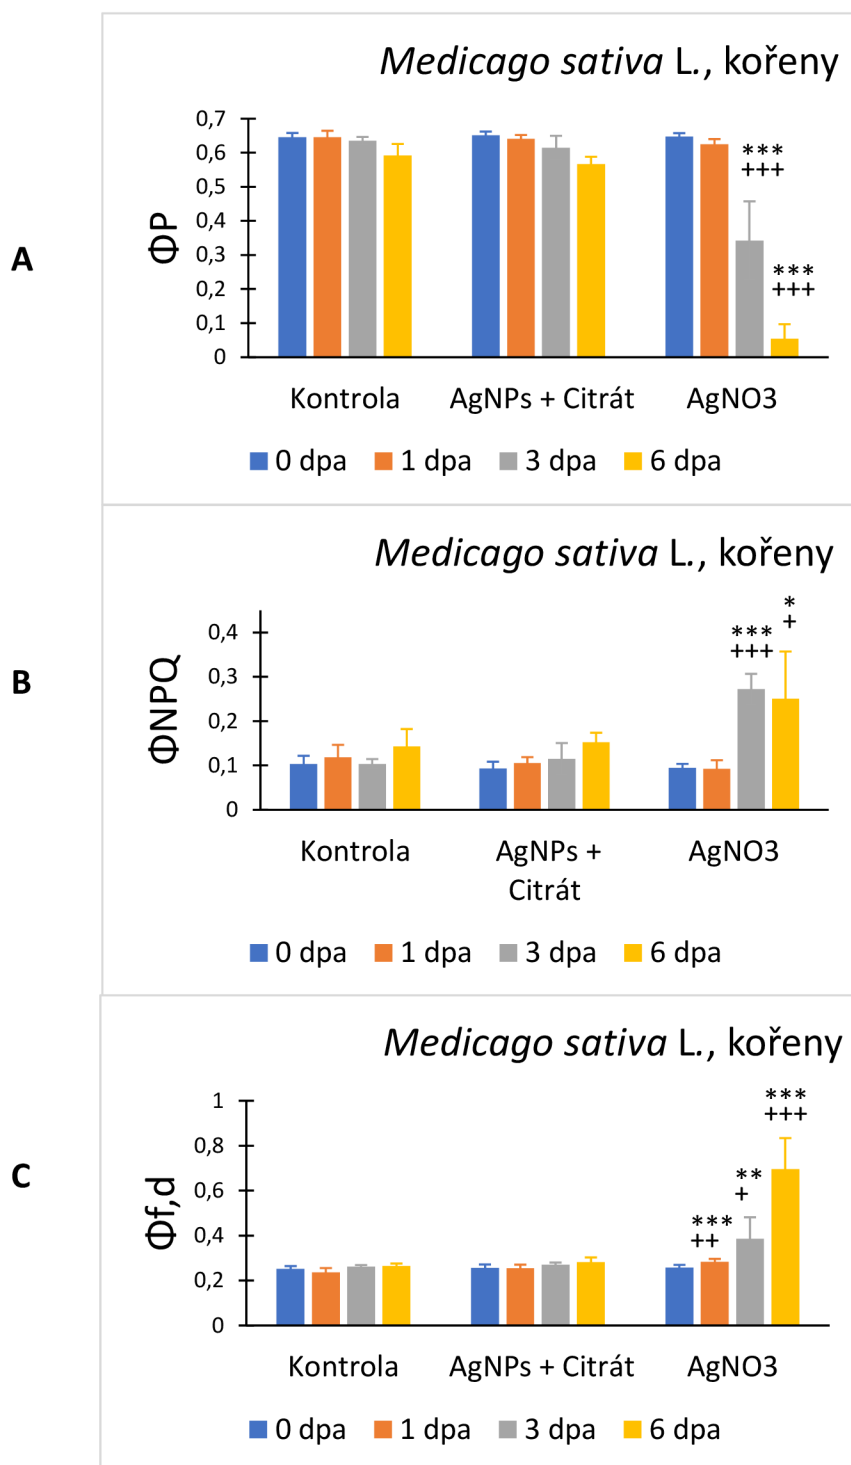 Medicago sativa L., kořeny
A
ΦP
0,7
0,6
0,5
0,4
0,3
0,2
0,1
0
***
+++
***
+++
Kontrola AgNPs + Citrát AgNO3
0 dpa 1 dpa 3 dpa 6 dpa
Medicago sativa L., kořeny
B
ΦNPQ
0,4
0,3
0,2
0,1
0
***
+++
*
+
Kontrola AgNPs + Citrát AgNO3
0 dpa 1 dpa 3 dpa 6 dpa
Medicago sativa L., kořeny
C
Φf,d
1
0,8
0,6
0,4
0,2
0
***
++
**
+
***
+++
Kontrola AgNPs + Citrát AgNO3
0 dpa 1 dpa 3 dpa 6 dpa